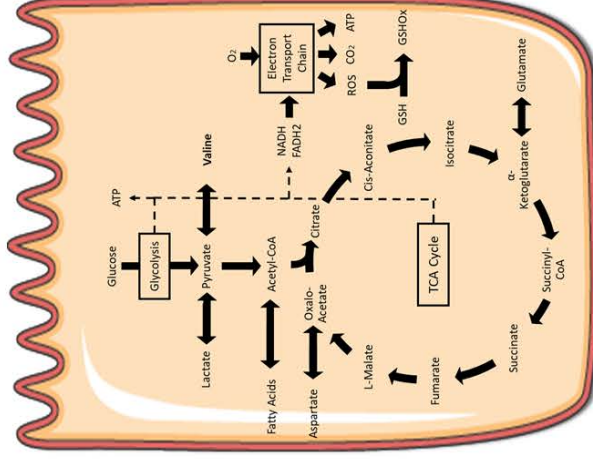 Glucose
ATP
Glycolysis
Lactate
Pyruvate
Valine
Fatty Acids
Acetyl-CoA
NADH
FADH2
O₂
Electron
Transport
Chain
ATP
CO₂
ROS
GSH
GSHOx
Aspartate
Oxalo-
Acetate
Citrate
Cis-Aconitate
Isocitrate
α-
Ketoglutarate
Glutamate
Succinyl-
CoA
Succinate
Fumarate
L-Malate
TCA Cycle